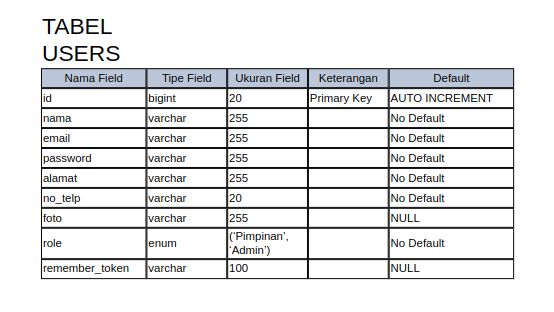 TABEL
USERS
Nama Field Tipe Field Ukuran Field Keterangan Default
id bigint 20 Primary Key AUTO INCREMENT
nama varchar 255 No Default
email varchar 255 No Default
password varchar 255 No Default
alamat varchar 255 No Default
no_telp varchar 20 No Default
foto varchar 255 NULL
role enum (‘Pimpinan’, ‘Admin’) No Default
remember_token varchar 100 NULL